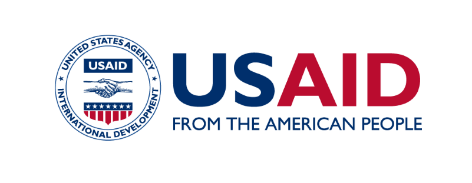 UNITED STATES AGENCY
USAID
INTERNATIONAL DEVELOPMENT
USAID
FROM THE AMERICAN PEOPLE